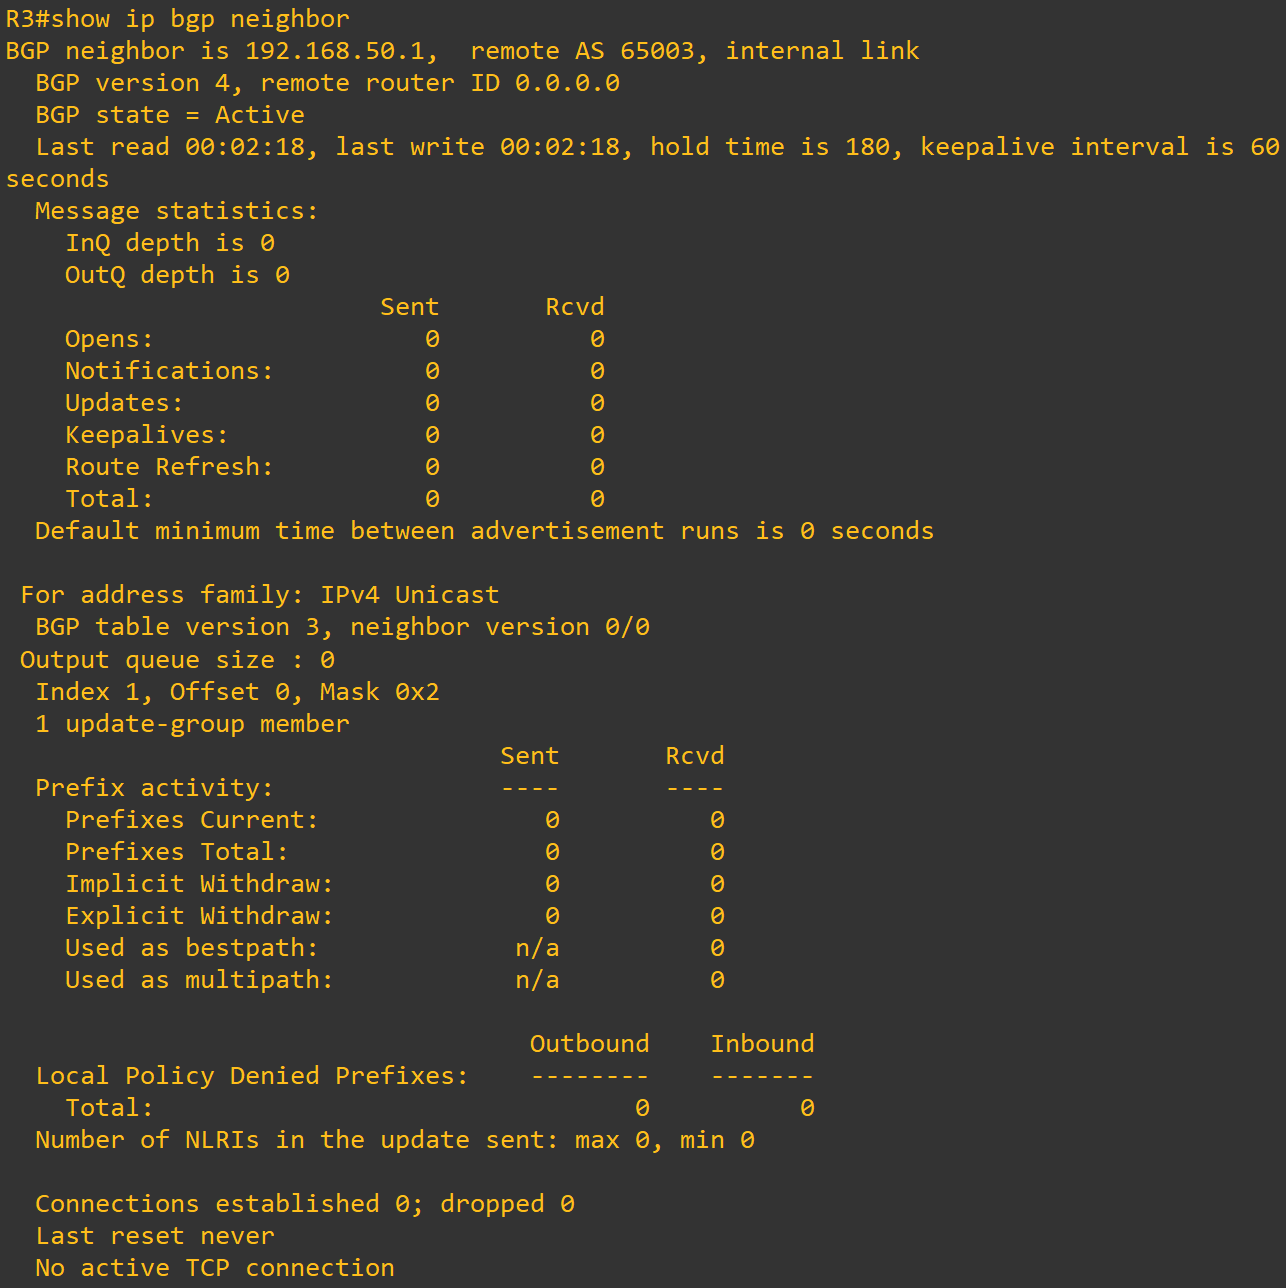 R3#show ip bgp neighbor
BGP neighbor is 192.168.50.1,  remote AS 65003, internal link
  BGP version 4, remote router ID 0.0.0.0
  BGP state = Active
  Last read 00:02:18, last write 00:02:18, hold time is 180, keepalive interval is 60
seconds
  Message statistics:
    InQ depth is 0
    OutQ depth is 0
                         Sent       Rcvd
    Opens:                  0          0
    Notifications:          0          0
    Updates:                0          0
    Keepalives:             0          0
    Route Refresh:          0          0
    Total:                  0          0
  Default minimum time between advertisement runs is 0 seconds

 For address family: IPv4 Unicast
  BGP table version 3, neighbor version 0/0
 Output queue size : 0
  Index 1, Offset 0, Mask 0x2
  1 update-group member
                                 Sent       Rcvd
  Prefix activity:               ----       ----
    Prefixes Current:               0          0
    Prefixes Total:                 0          0
    Implicit Withdraw:              0          0
    Explicit Withdraw:              0          0
    Used as bestpath:             n/a          0
    Used as multipath:            n/a          0

                                   Outbound    Inbound
  Local Policy Denied Prefixes:    --------    -------
    Total:                                0          0
  Number of NLRIs in the update sent: max 0, min 0

  Connections established 0; dropped 0
  Last reset never
  No active TCP connection